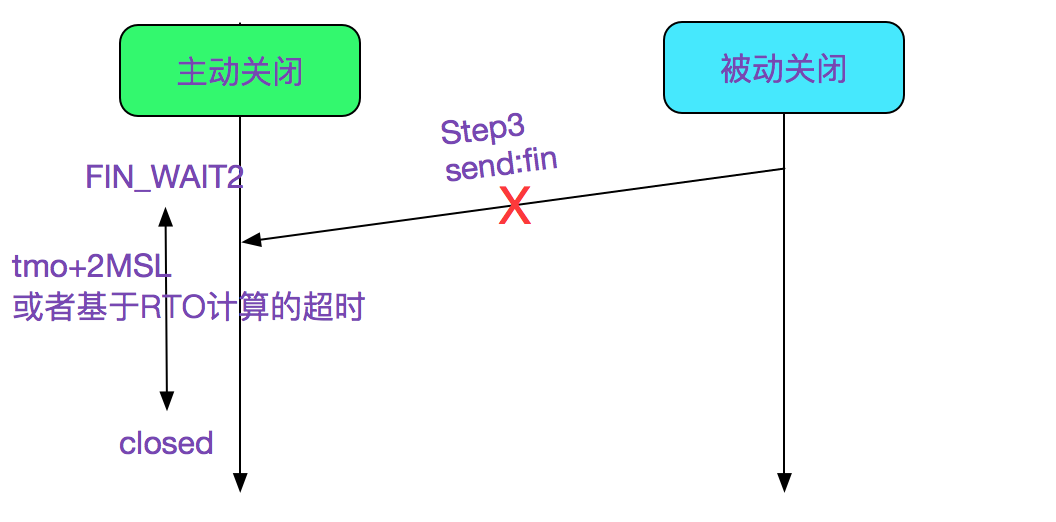 主动关闭
被动关闭
Step3
send:fin
X
FIN_WAIT2
tmo+2MSL
或者基于RTO计算的超时
closed